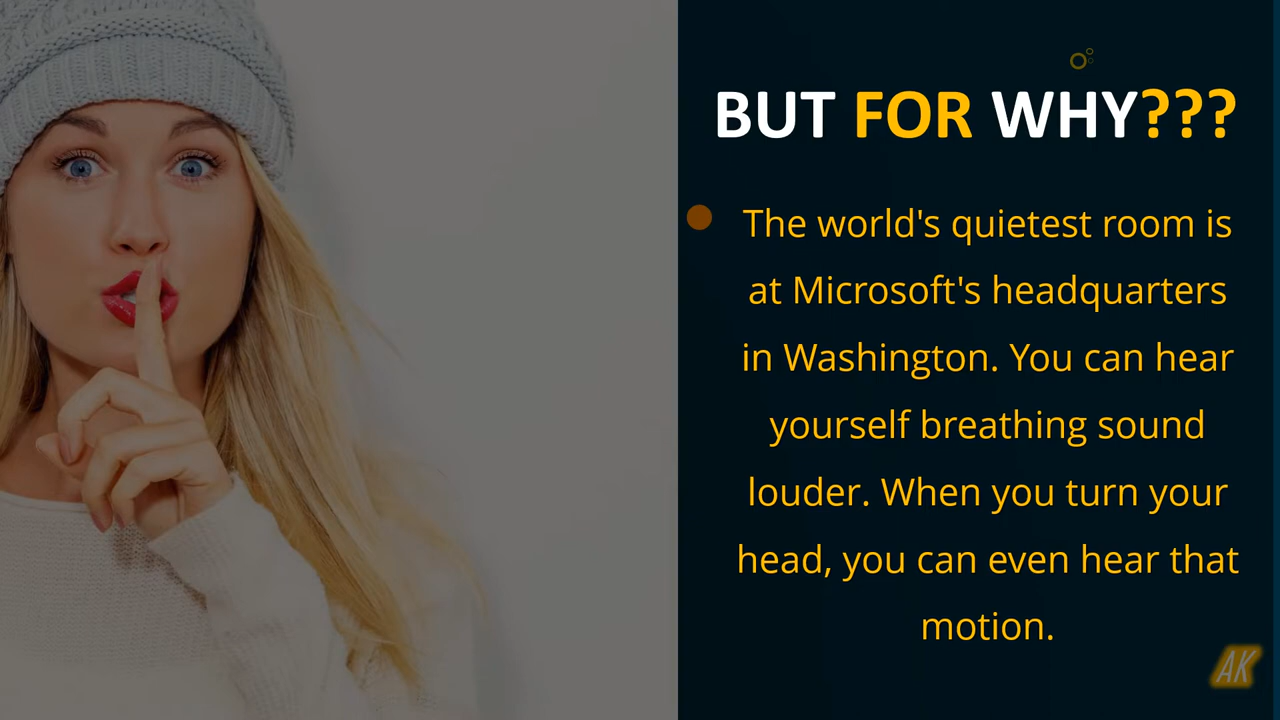 BUT FOR WHY???
The world's quietest room is
at Microsoft's headquarters
in Washington. You can hear
yourself breathing sound
louder. When you turn your
head, you can even hear that
motion.
AK